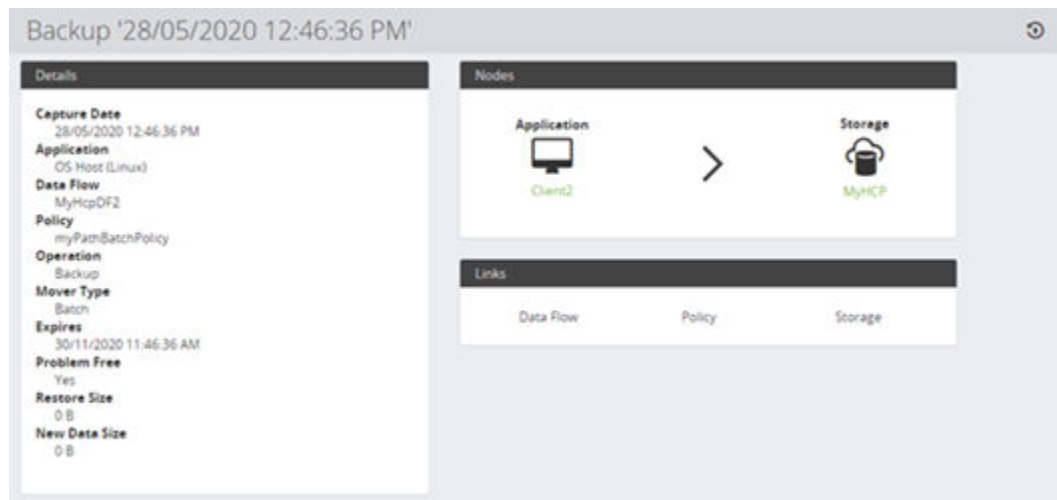 Backup '28/05/2020 12:46:36 PM'
Details
Capture Date
28/05/2020 12:46:36 PM
Application
OS Host (Linux)
Data Flow
MyHcpDF2
Policy
myPathBatchPolicy
Operation
Backup
Mover Type
Batch
Expires
30/11/2020 11:46:36 AM
Problem Free
Yes
Restore Size
0 B
New Data Size
0 B
Nodes
Application
Storage
Client2
MyHCP
Links
Data Flow
Policy
Storage